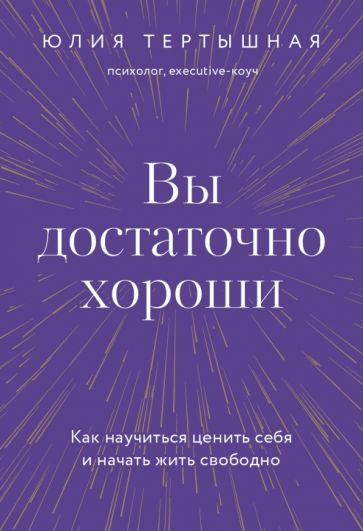 ЮЛИЯ ТЕРТЫШНАЯ
психолог, executive-коуч
Вы
достаточно
хороши
Как научиться ценить себя
и начать жить свободно